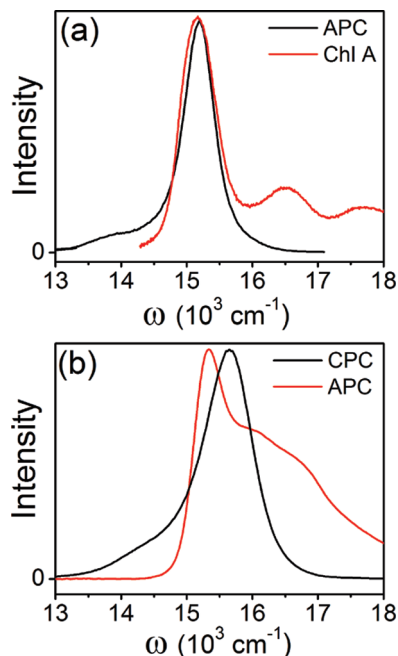 (a)
APC
Chl A
Intensity
0
13 14 15 16 17 18
ω (10³ cm⁻¹)
(b)
CPC
APC
Intensity
0
13 14 15 16 17 18
ω (10³ cm⁻¹)